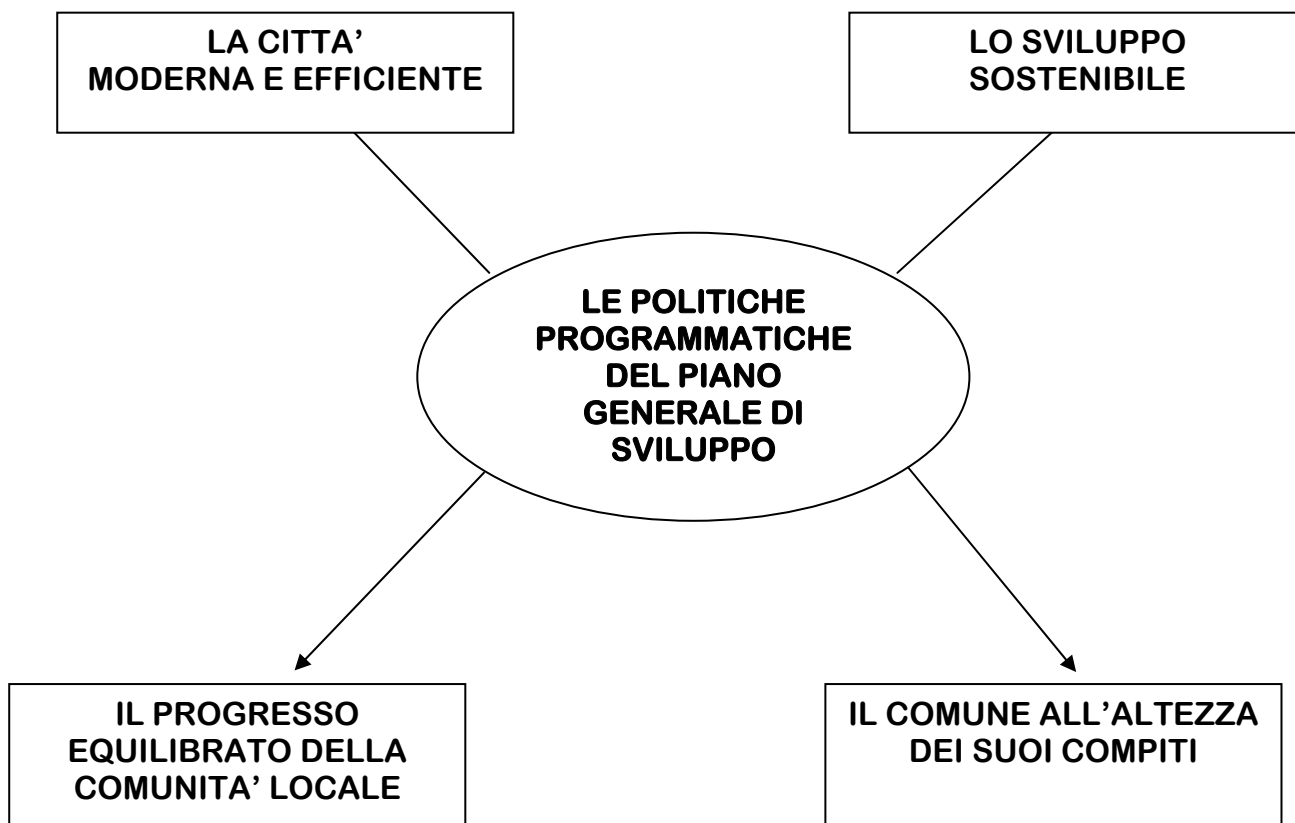 LA CITTA’
MODERNA E EFFICIENTE
LO SVILUPPO
SOSTENIBILE
LE POLITICHE
PROGRAMMATICHE
DEL PIANO
GENERALE DI
SVILUPPO
IL PROGRESSO
EQUILIBRATO DELLA
COMUNITA’ LOCALE
IL COMUNE ALL’ALTEZZA
DEI SUOI COMPITI